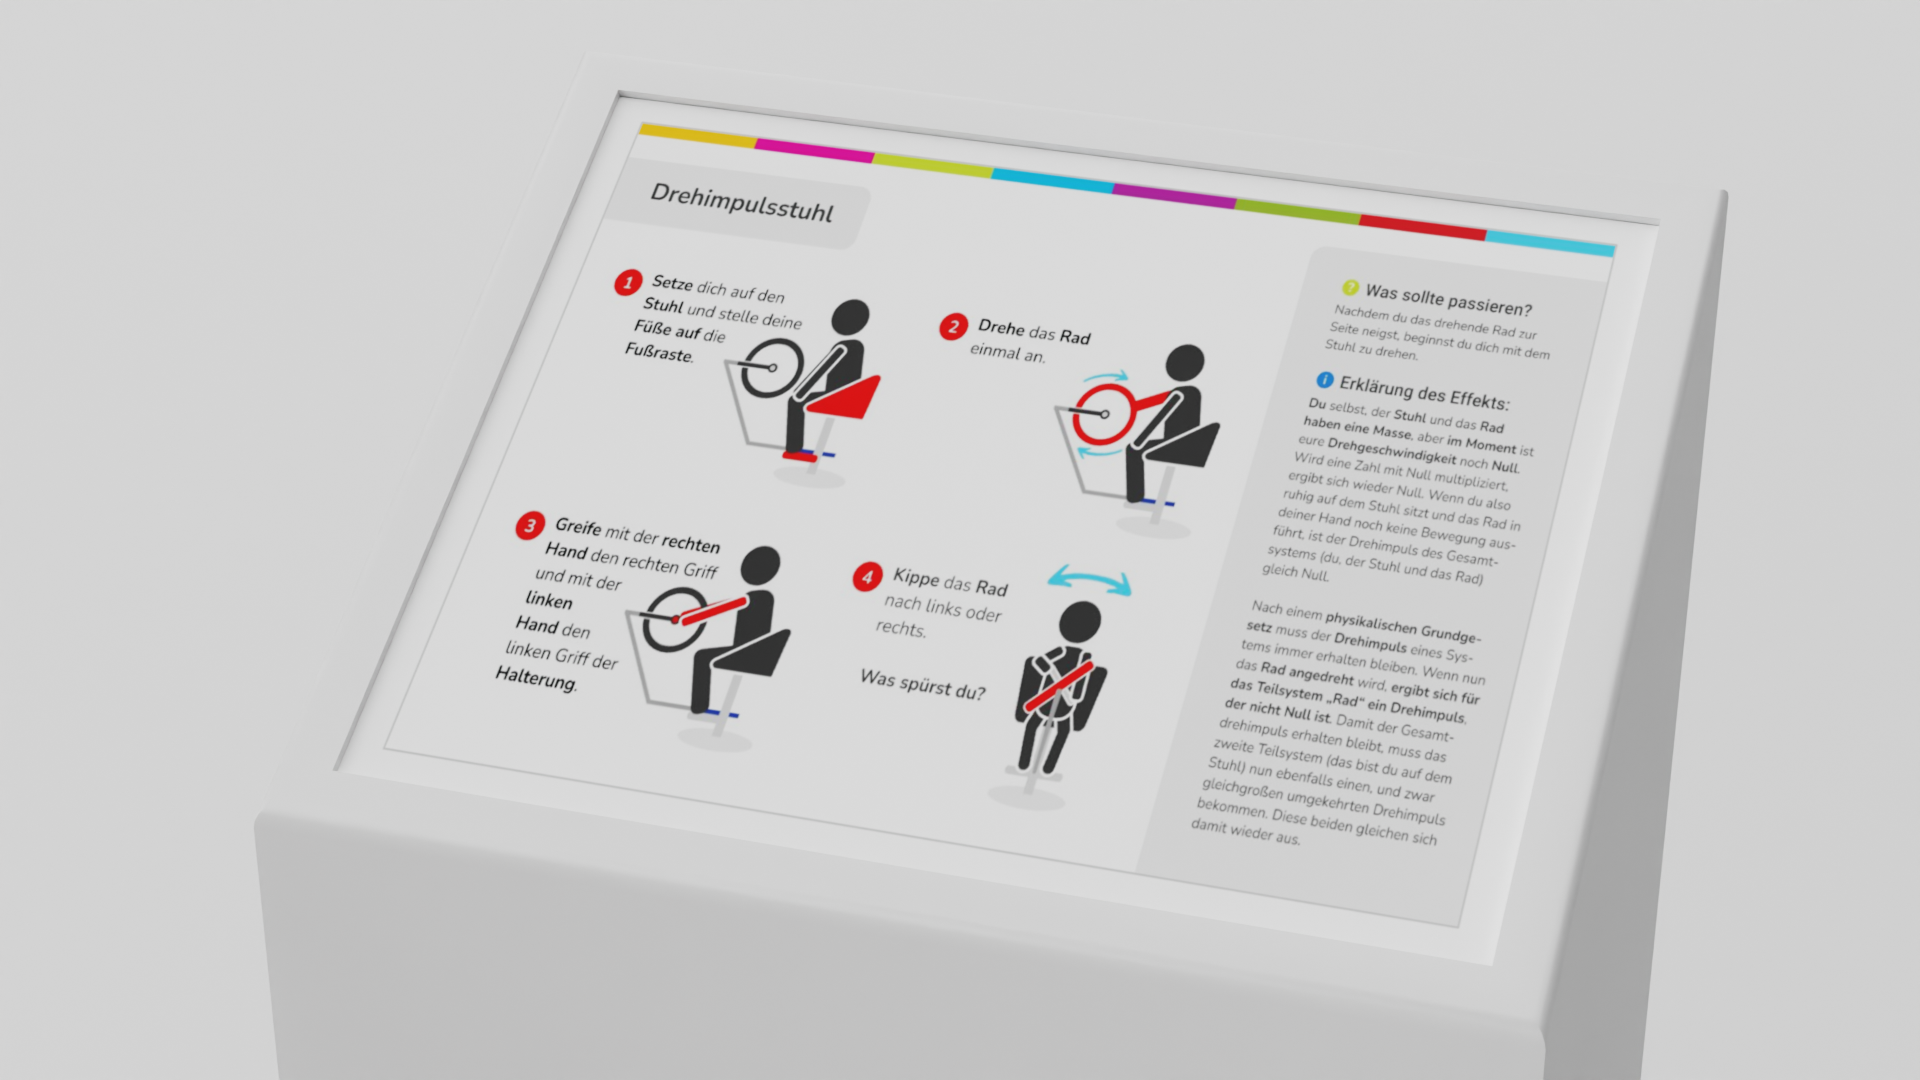 Drehimpulsstuhl
1
Setze dich auf den
Stuhl und stelle deine
Füße auf die
Fußraste.
2
Drehe das Rad
einmal an.
3
Greife mit der rechten
Hand den rechten Griff
und mit der
linken
Hand den
linken Griff der
Halterung.
4
Kippe das Rad
nach links oder
rechts.
Was spürst du?
? Was sollte passieren?
Nachdem du das drehende Rad zur
Seite neigst, beginnst du dich mit dem
Stuhl zu drehen.
i Erklärung des Effekts:
Du selbst, der Stuhl und das Rad
haben eine Masse, aber im Moment ist
eure Drehgeschwindigkeit noch Null.
Wird eine Zahl mit Null multipliziert,
ergibt sich wieder Null. Wenn du also
ruhig auf dem Stuhl sitzt und das Rad in
deiner Hand noch keine Bewegung aus-
führt, ist der Drehimpuls des Gesamt-
systems (du, der Stuhl und das Rad)
gleich Null.
Nach einem physikalischen Grundge-
setz muss der Drehimpuls eines Sys-
tems immer erhalten bleiben. Wenn nun
das Rad angedreht wird, ergibt sich für
das Teilsystem „Rad“ ein Drehimpuls,
der nicht Null ist. Damit der Gesamt-
drehimpuls erhalten bleibt, muss das
zweite Teilsystem (das bist du auf dem
Stuhl) nun ebenfalls einen, und zwar
gleichgroßen umgekehrten Drehimpuls
bekommen. Diese beiden gleichen sich
damit wieder aus.